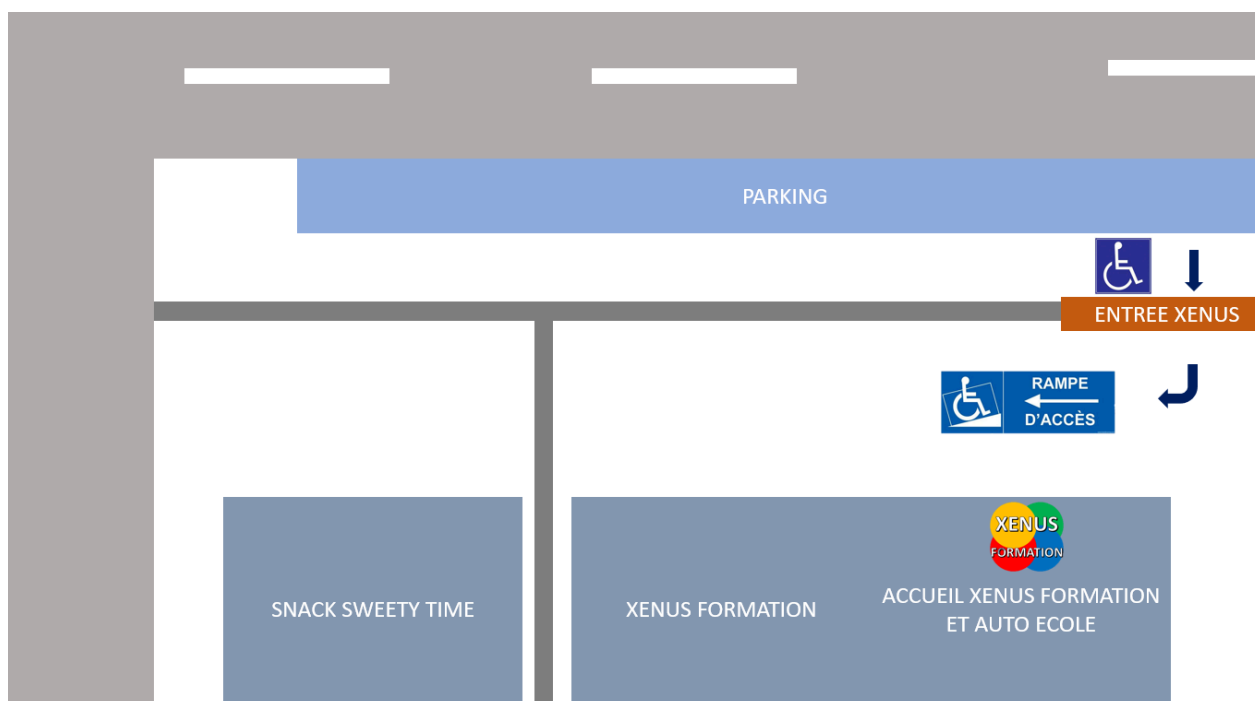 PARKING
ENTREE XENUS
RAMPE
D'ACCÈS
XENUS
FORMATION
SNACK SWEETY TIME
XENUS FORMATION
ACCUEIL XENUS FORMATION
ET AUTO ECOLE